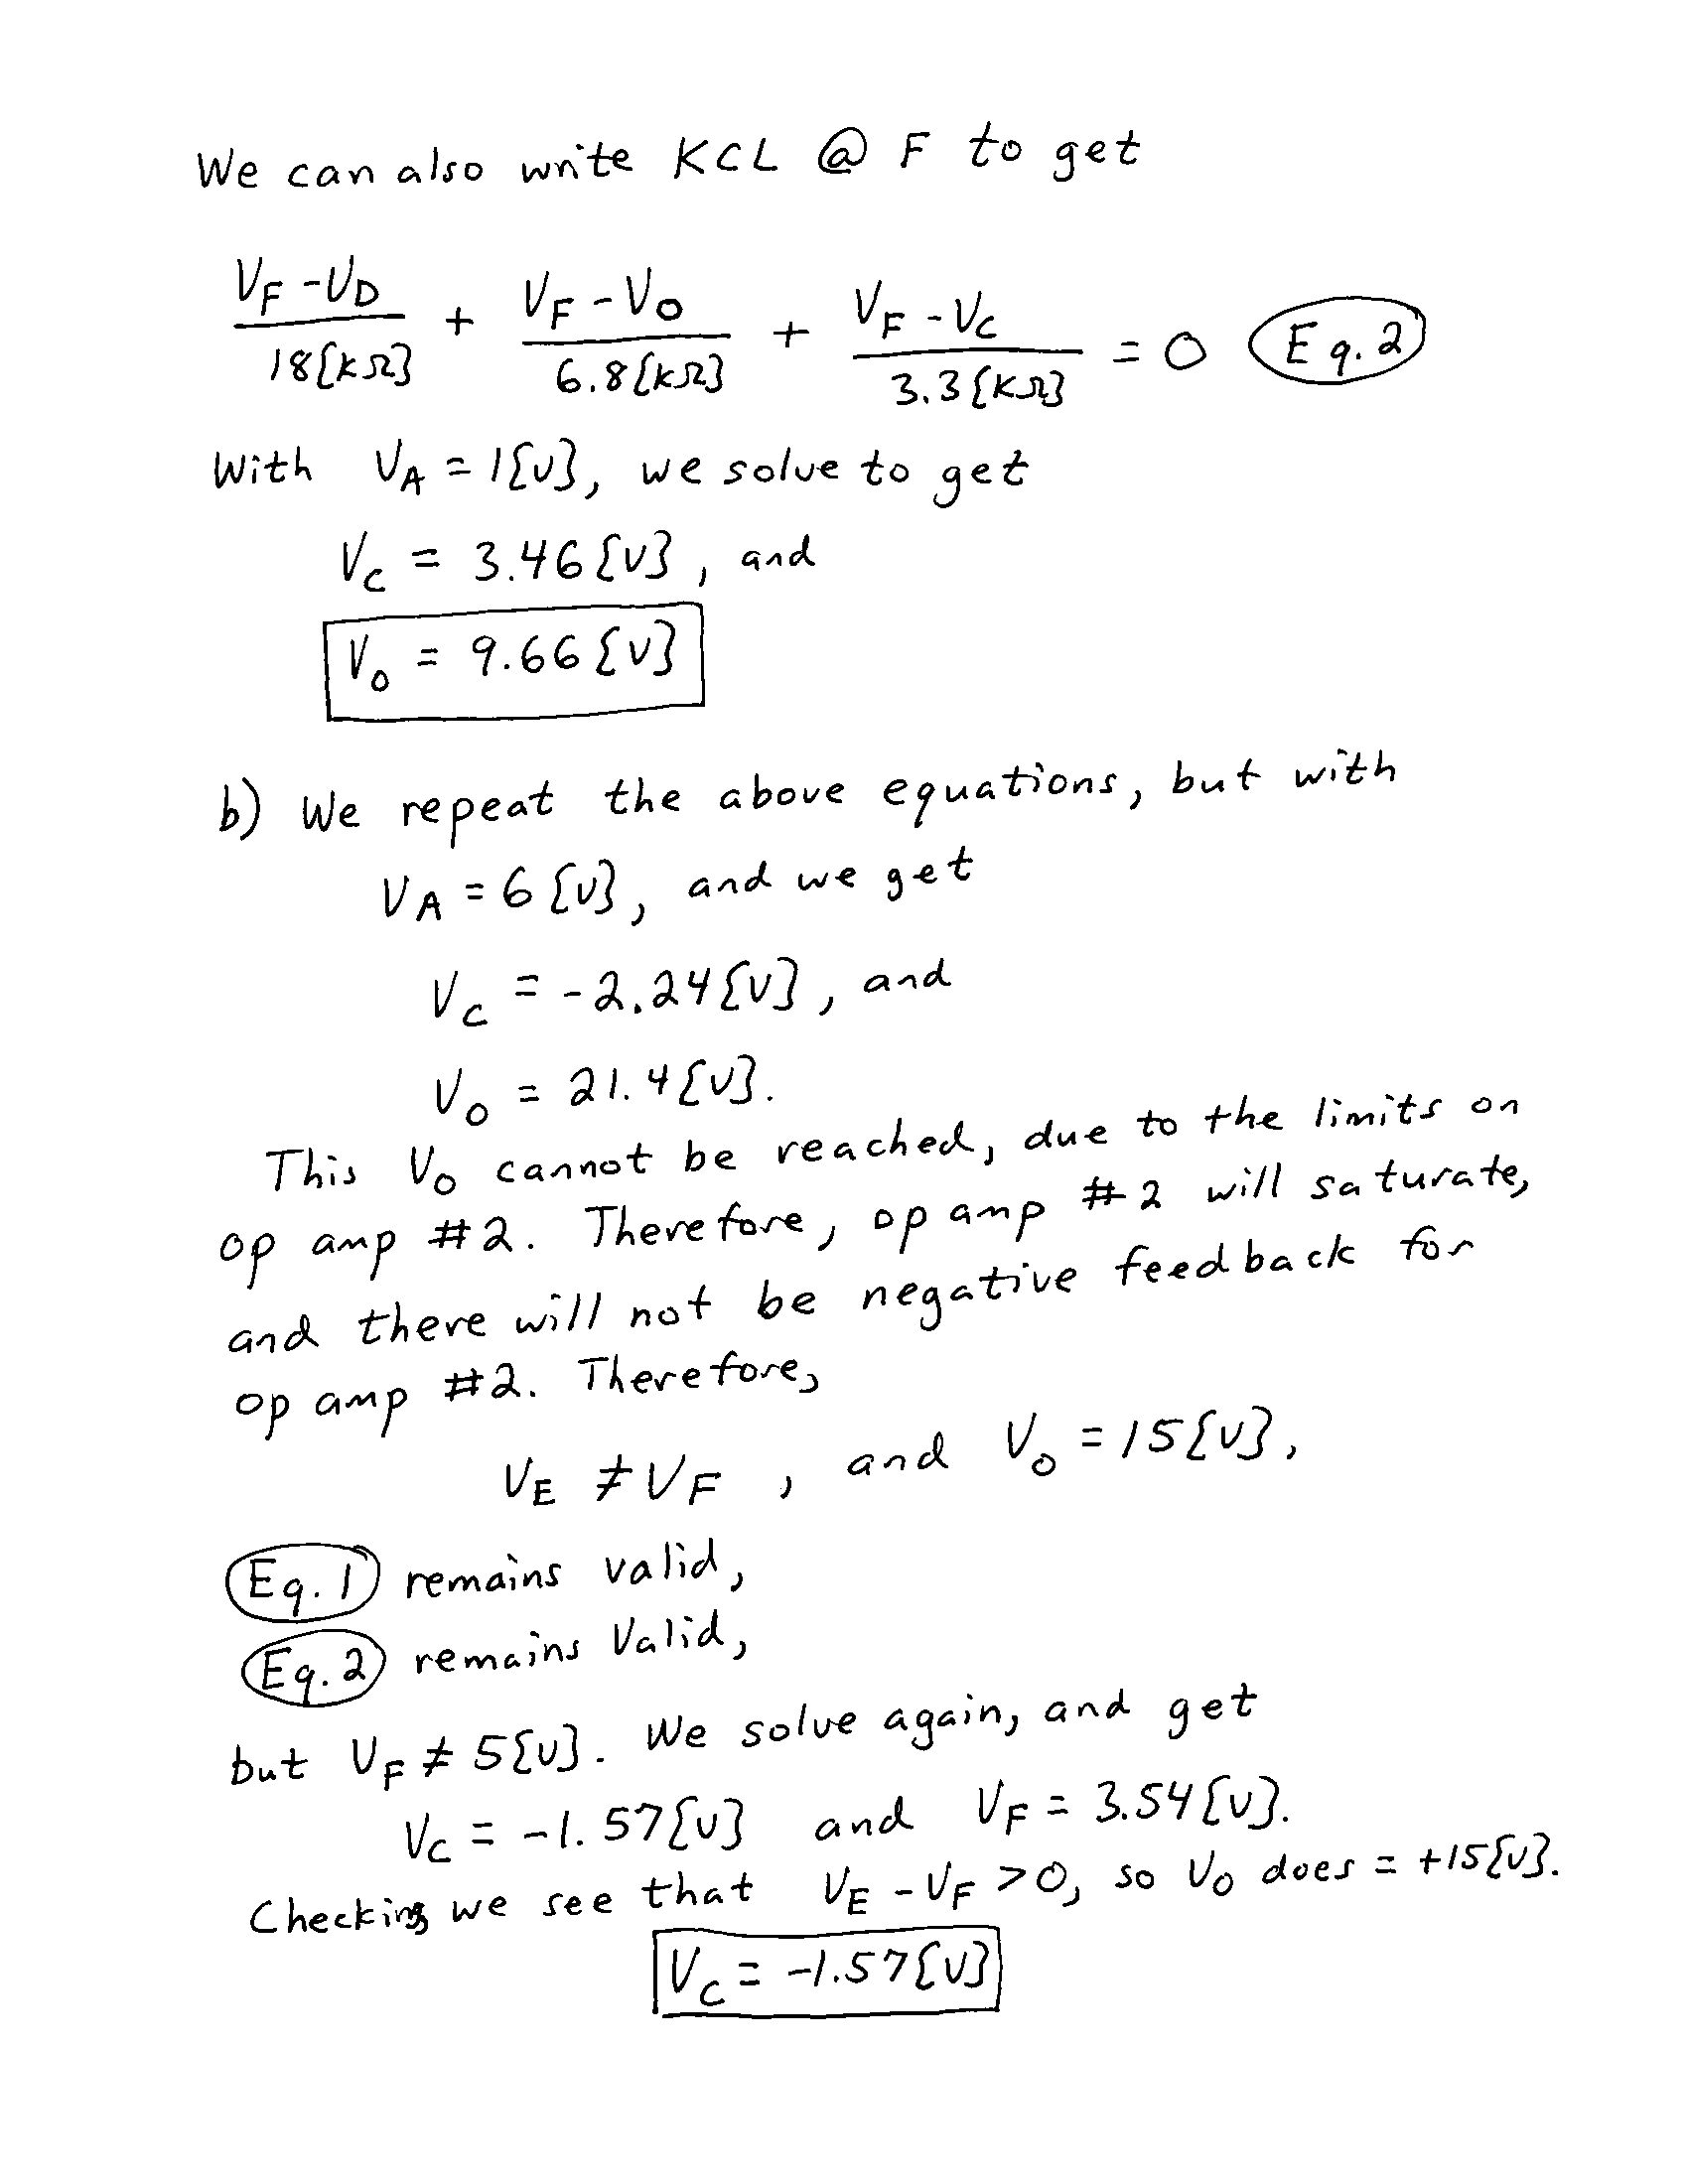 We can also write KCL @ F to get
(V_F - V_D)/18{kΩ} + (V_F - V_O)/6.8{kΩ} + (V_F - V_C)/3.3{kΩ} = 0 Eq. 2
With V_A = 1{V}, we solve to get
V_C = 3.46{V}, and
V_O = 9.66{V}
b) We repeat the above equations, but with
V_A = 6{V}, and we get
V_C = -2.24{V}, and
V_O = 21.4{V}.
This V_O cannot be reached, due to the limits on
op amp #2. Therefore, op amp #2 will saturate,
and there will not be negative feedback for
op amp #2. Therefore,
V_E ≠ V_F, and V_O = 15{V}.
Eq. 1 remains valid,
Eq. 2 remains valid,
but V_F ≠ 5{V}. We solve again, and get
V_C = -1.57{V} and V_F = 3.54{V}.
Checking we see that V_E - V_F > 0, so V_O does = +15{V}.
V_C = -1.57{V}